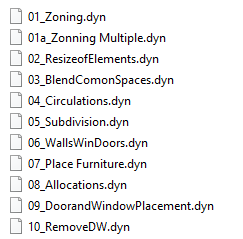 01_Zoning.dyn
01a_Zonning Multiple.dyn
02_ResizeofElements.dyn
03_BlendComonSpaces.dyn
04_Circulations.dyn
05_Subdivision.dyn
06_WallsWinDoors.dyn
07_Place Furniture.dyn
08_Allocations.dyn
09_DoorandWindowPlacement.dyn
10_RemoveDW.dyn